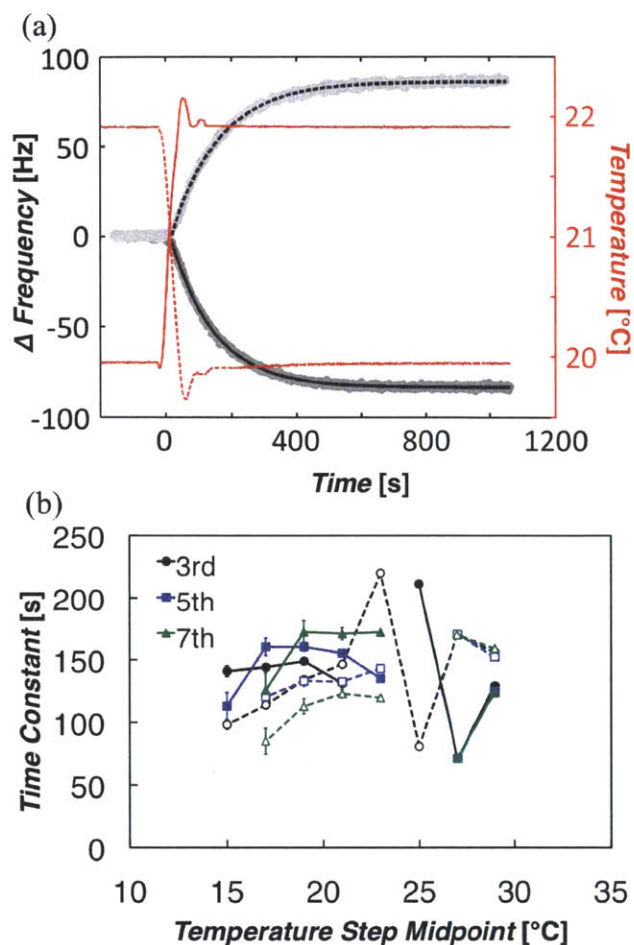 (a)
100
50
0
-50
-100
Δ Frequency [Hz]
22
21
20
Temperature [°C]
0 400 800 1200
Time [s]
(b)
250
200
150
100
50
0
Time Constant [s]
3rd
5th
7th
10 15 20 25 30 35
Temperature Step Midpoint [°C]